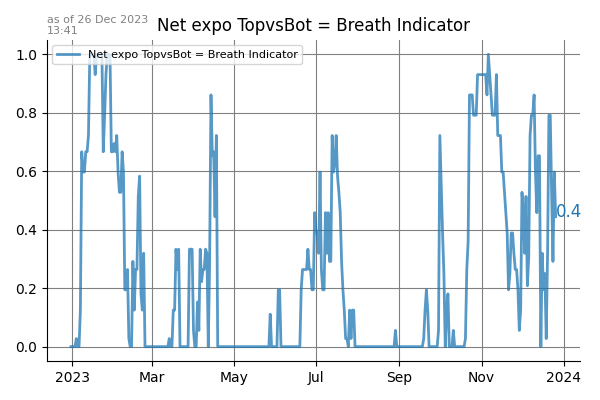 as of 26 Dec 2023
13:41
Net expo TopvsBot = Breath Indicator
Net expo TopvsBot = Breath Indicator
1.0
0.8
0.6
0.4
0.2
0.0
0.4
2023 Mar May Jul Sep Nov 2024